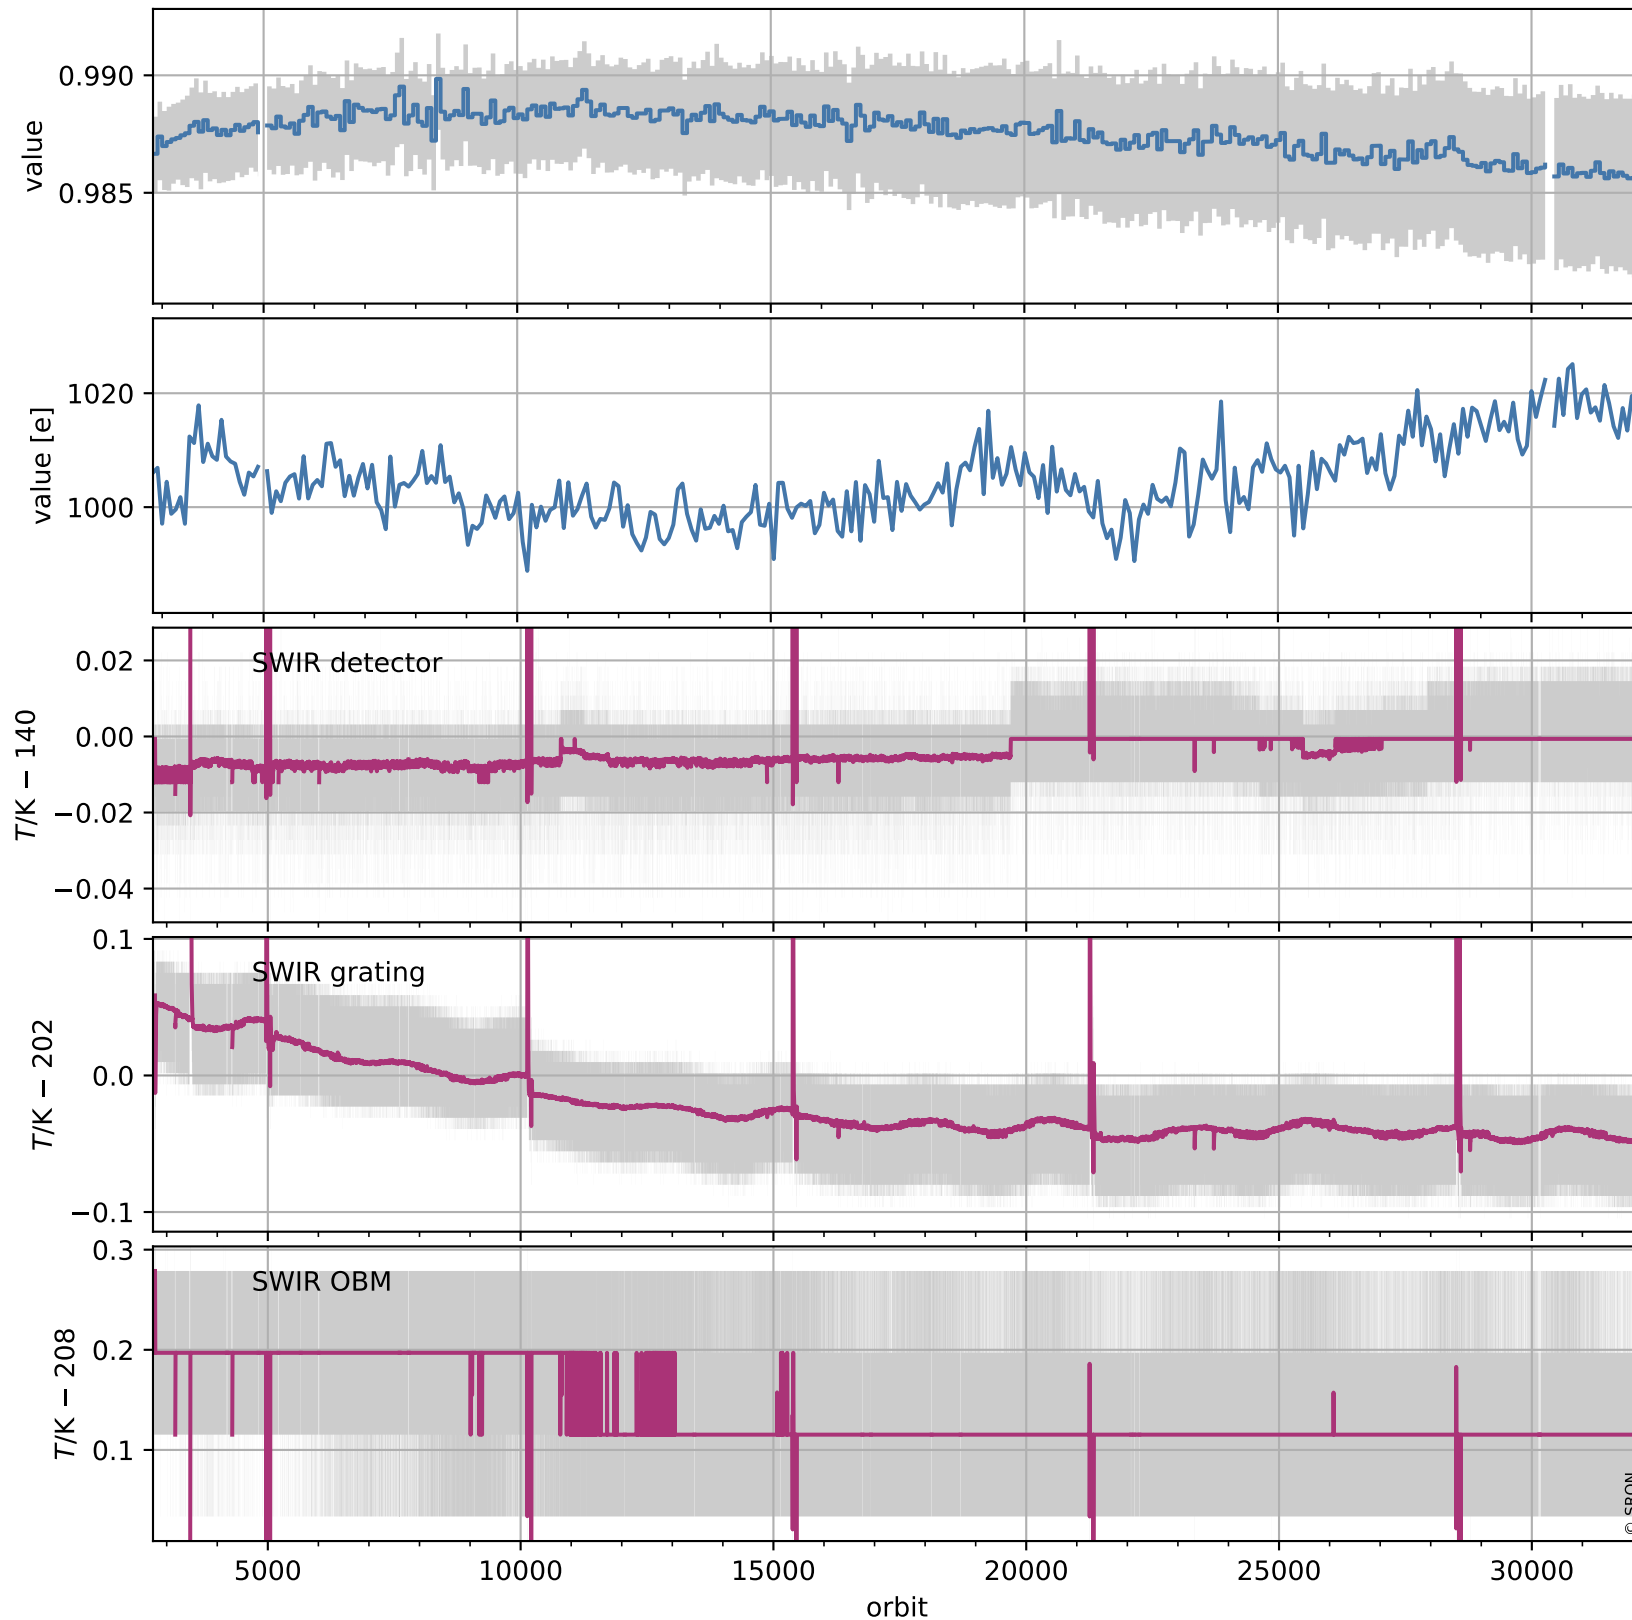 0.990
0.985
value
1020
1000
value [e]
SWIR detector
0.02
0.00
−0.02
−0.04
T/K − 140
SWIR grating
0.1
0.0
−0.1
T/K − 202
SWIR OBM
0.3
0.2
0.1
T/K − 208
© SRON
5000 10000 15000 20000 25000 30000
orbit